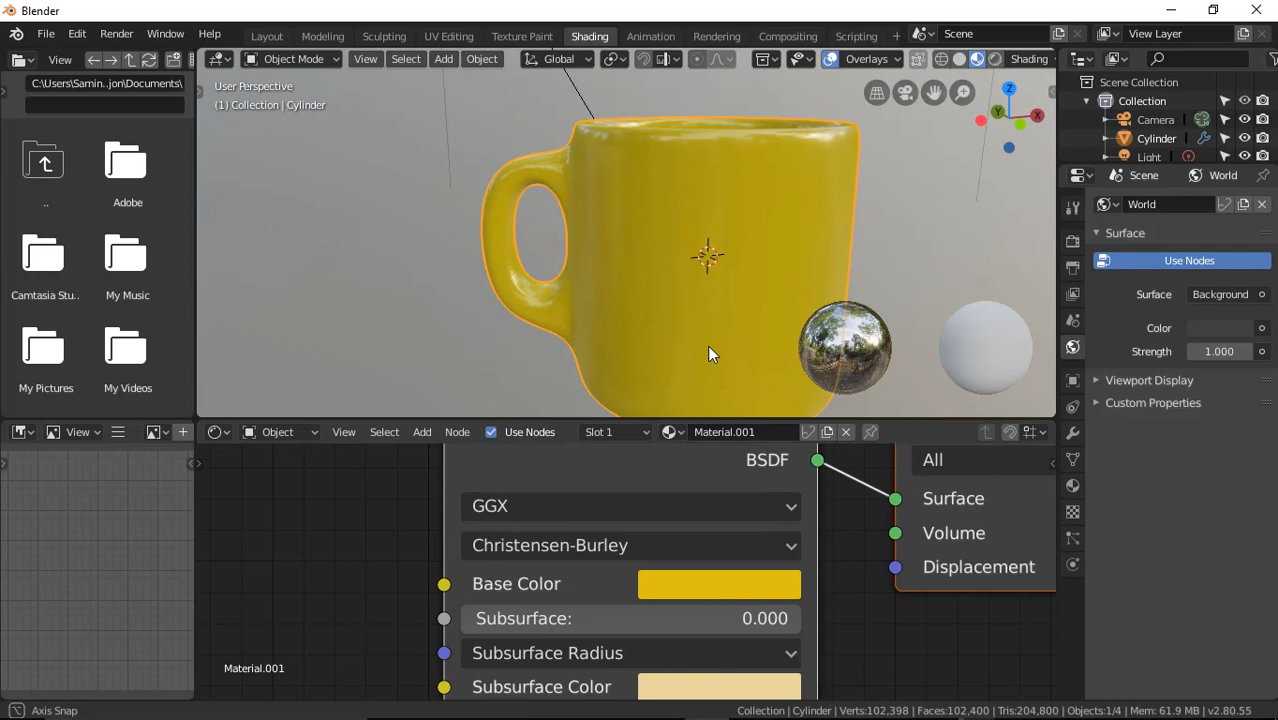 Blender
File Edit Render Window Help Layout Modeling Sculpting UV Editing Texture Paint Shading Animation Rendering Compositing Scripting + Scene View Layer
View Object Mode View Select Add Object Global Overlays Shading
C:\Users\Samin..jon\Documents\
User Perspective
(1) Collection | Cylinder
Z
Y
X
Scene Collection
Collection
Camera
Cylinder
Light
Scene World
World
Surface
Use Nodes
Surface Background
Color
Strength 1.000
Viewport Display
Custom Properties
..
Adobe
Camtasia Stu..
My Music
My Pictures
My Videos
View Object View Select Add Node Use Nodes Slot 1 Material.001
BSDF
GGX
Christensen-Burley
Base Color
Subsurface: 0.000
Subsurface Radius
Subsurface Color
All
Surface
Volume
Displacement
Material.001
Axis Snap
Collection | Cylinder | Verts:102,398 | Faces:102,400 | Tris:204,800 | Objects:1/4 | Mem: 61.9 MB | v2.80.55